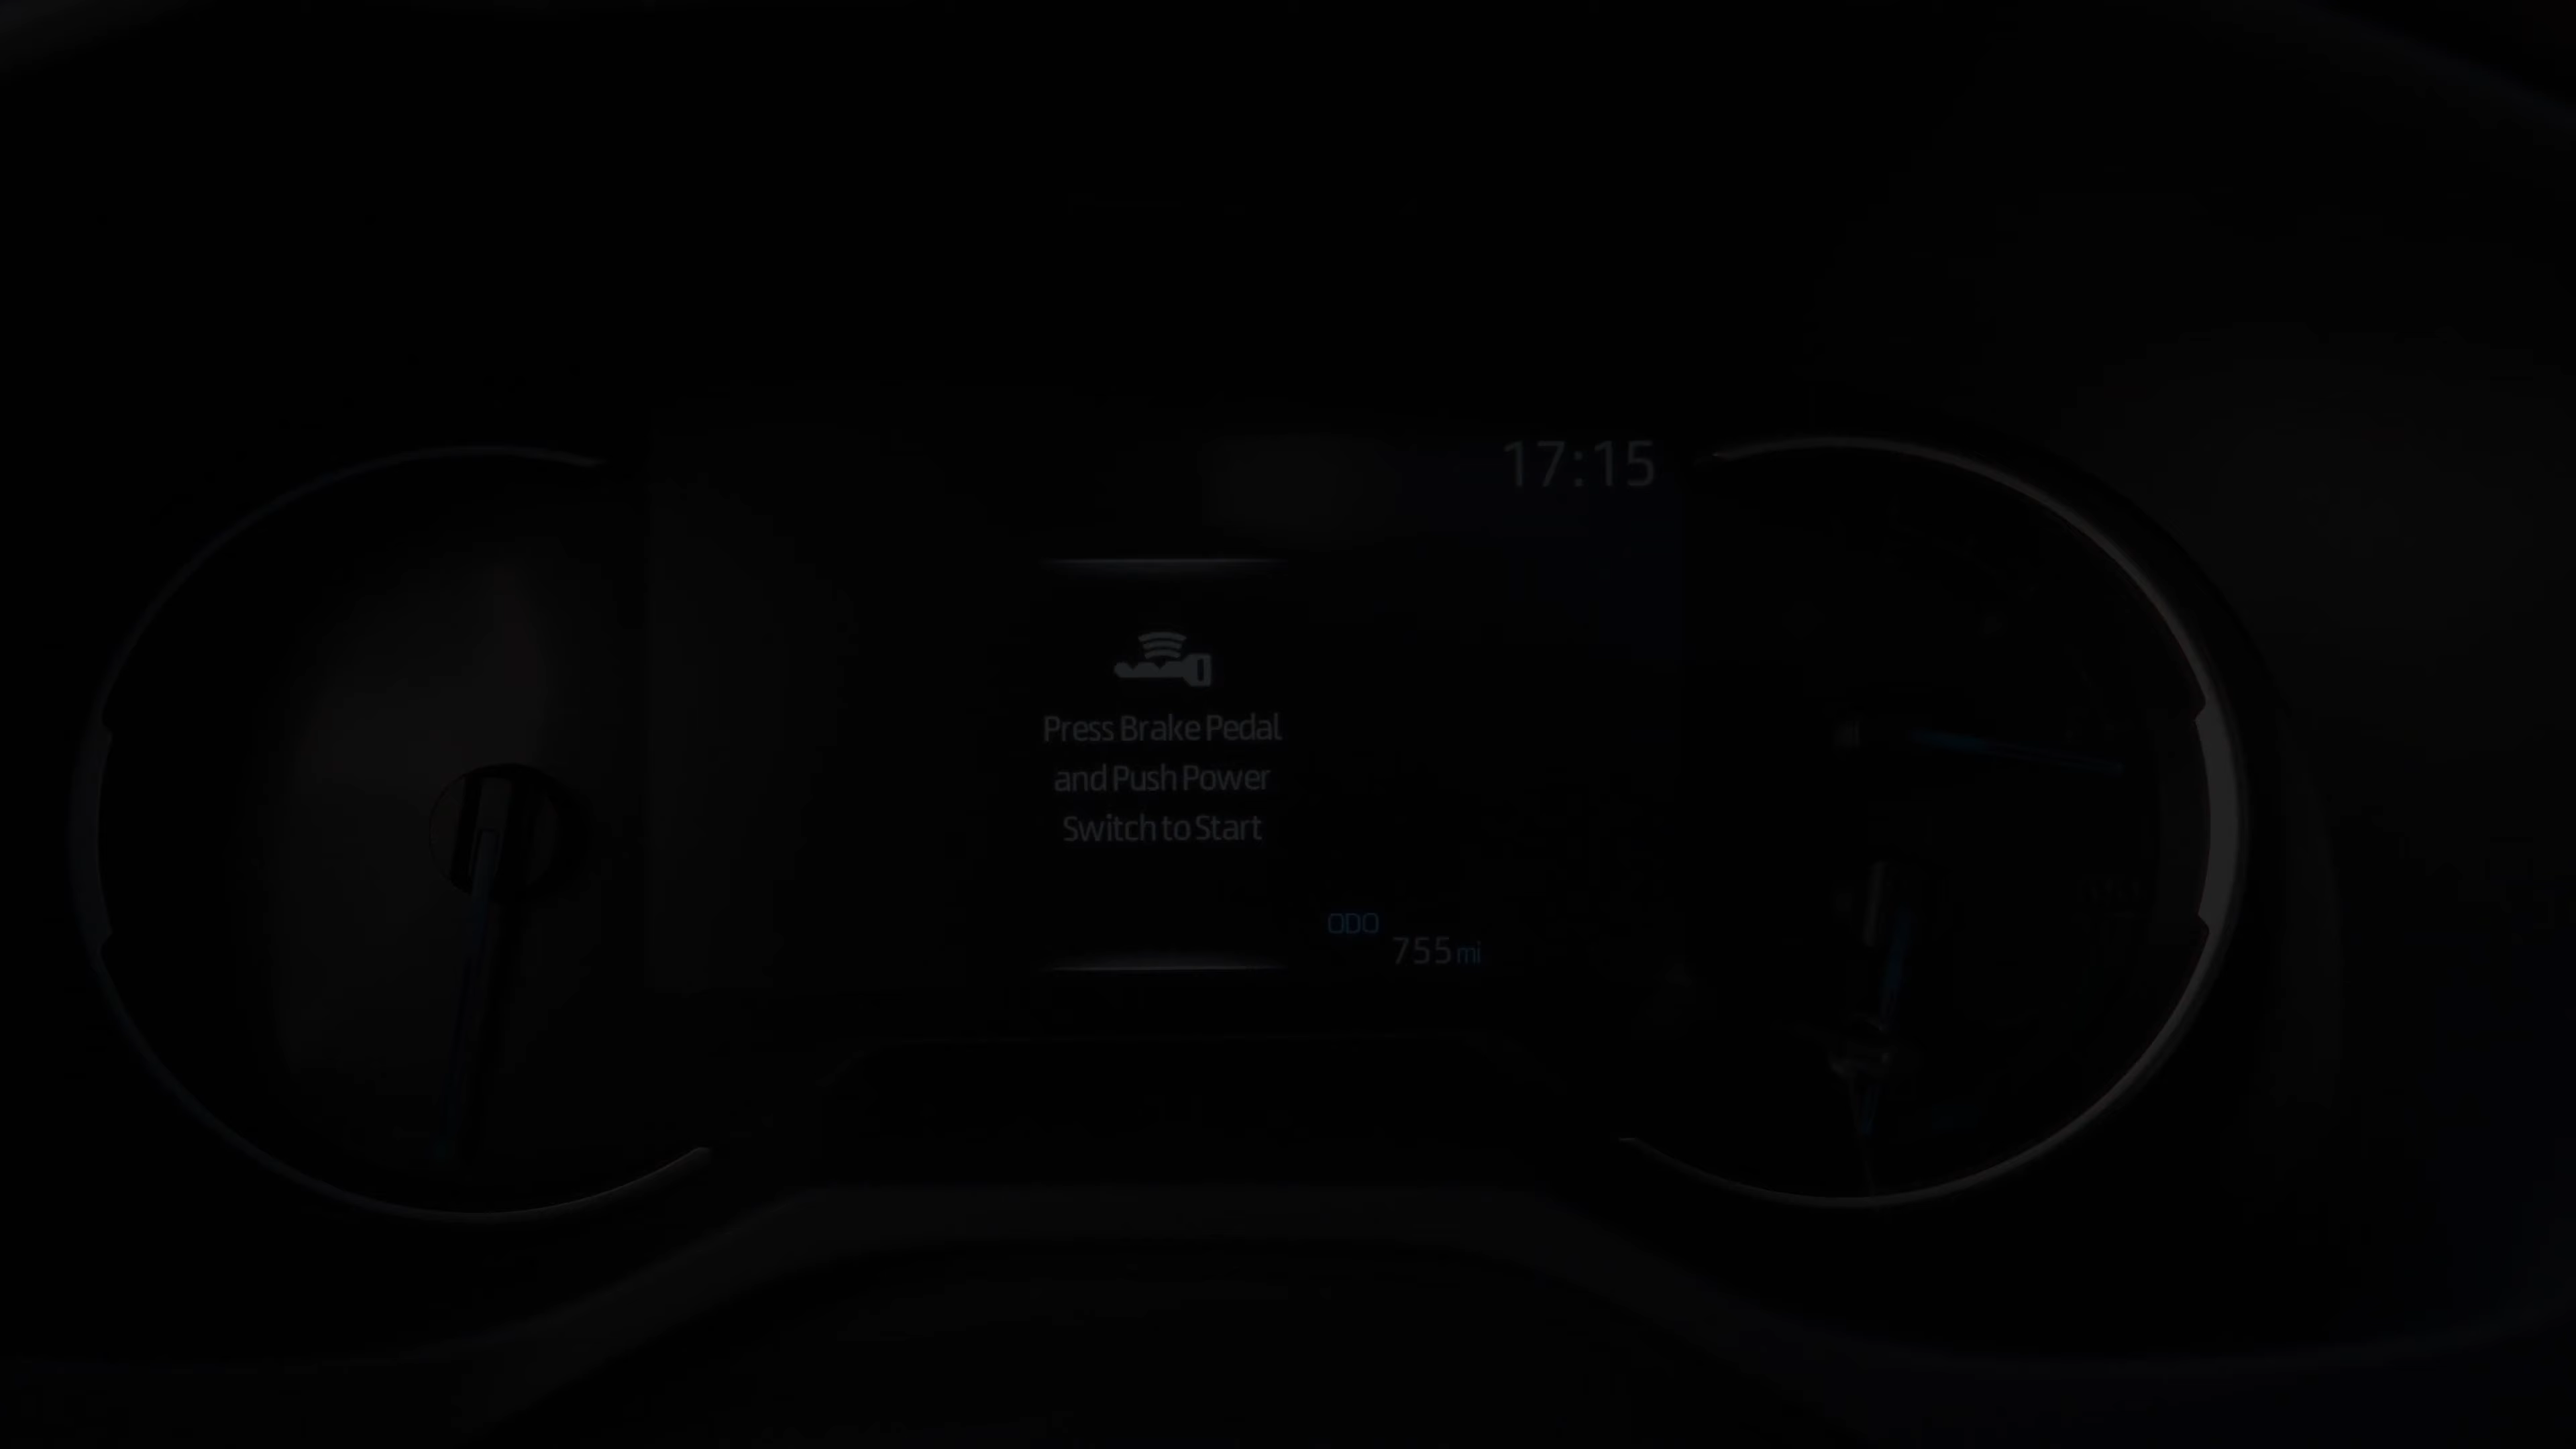 17:15
Press Brake Pedal
and Push Power
Switch to Start
ODO
755 mi